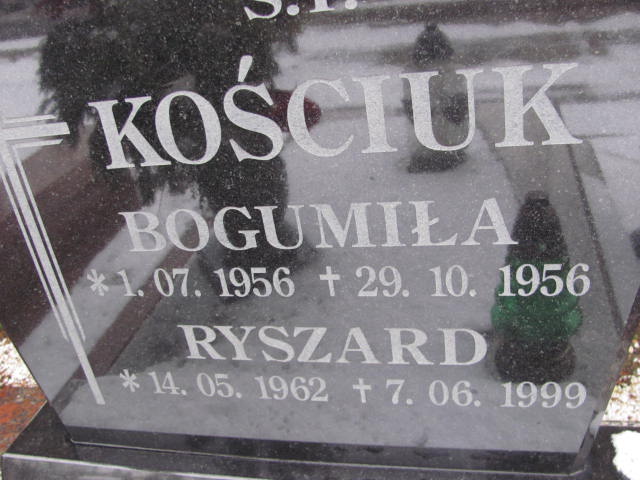 Ś.P.
KOŚCIUK
BOGUMIŁA
* 1. 07. 1956 † 29. 10. 1956
RYSZARD
* 14. 05. 1962 † 7. 06. 1999